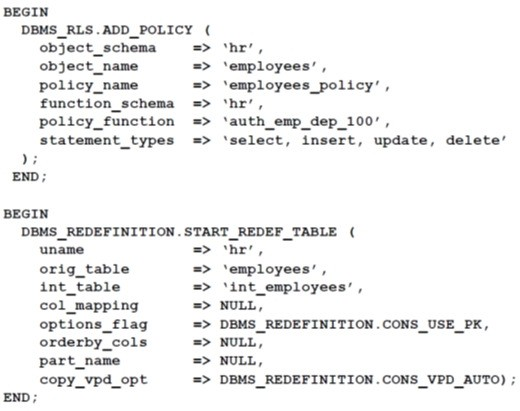 BEGIN
DBMS_RLS.ADD_POLICY (
object_schema => ‘hr’,
object_name => ‘employees’,
policy_name => ‘employees_policy’,
function_schema => ‘hr’,
policy_function => ‘auth_emp_dep_100’,
statement_types => ‘select, insert, update, delete’
);
END;
BEGIN
DBMS_REDEFINITION.START_REDEF_TABLE (
uname => ‘hr’,
orig_table => ‘employees’,
int_table => ‘int_employees’,
col_mapping => NULL,
options_flag => DBMS_REDEFINITION.CONS_USE_PK,
orderby_cols => NULL,
part_name => NULL,
copy_vpd_opt => DBMS_REDEFINITION.CONS_VPD_AUTO);
END;